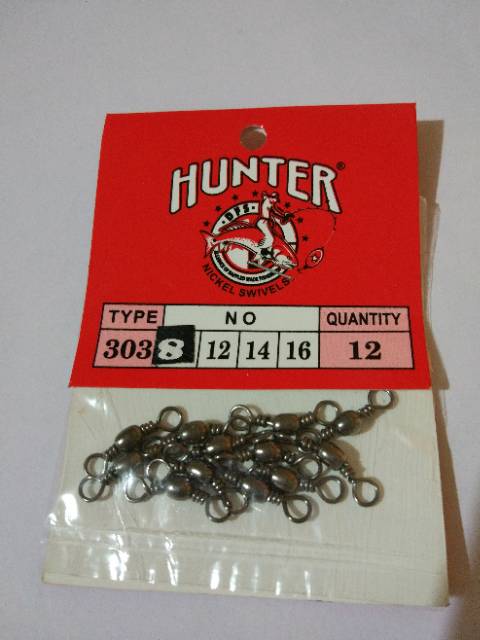 HUNTER®
D.F.S.
NICKEL SWIVELS
TYPE NO QUANTITY
303 8 12 14 16 12